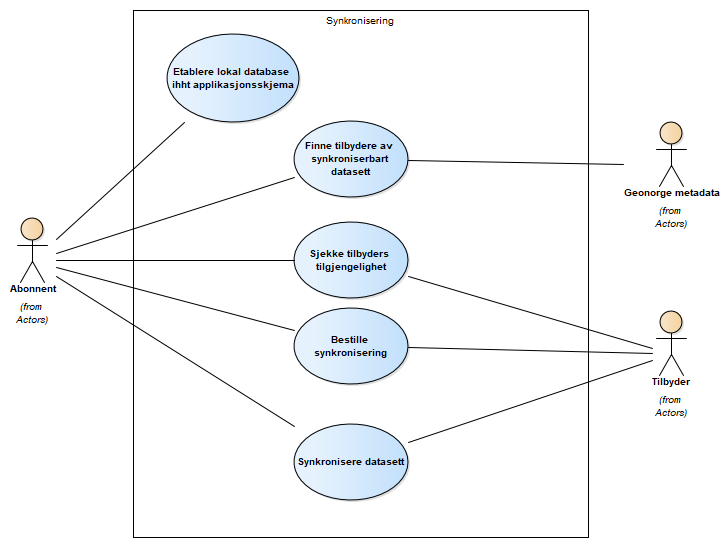 Synkronisering
Etablere lokal database
ihht applikasjonsskjema
Finne tilbydere av
synkroniserbart
datasett
Geonorge metadata
(from
Actors)
Sjekke tilbyders
tilgjengelighet
Abonnent
(from
Actors)
Bestille
synkronisering
Tilbyder
(from
Actors)
Synkronisere datasett